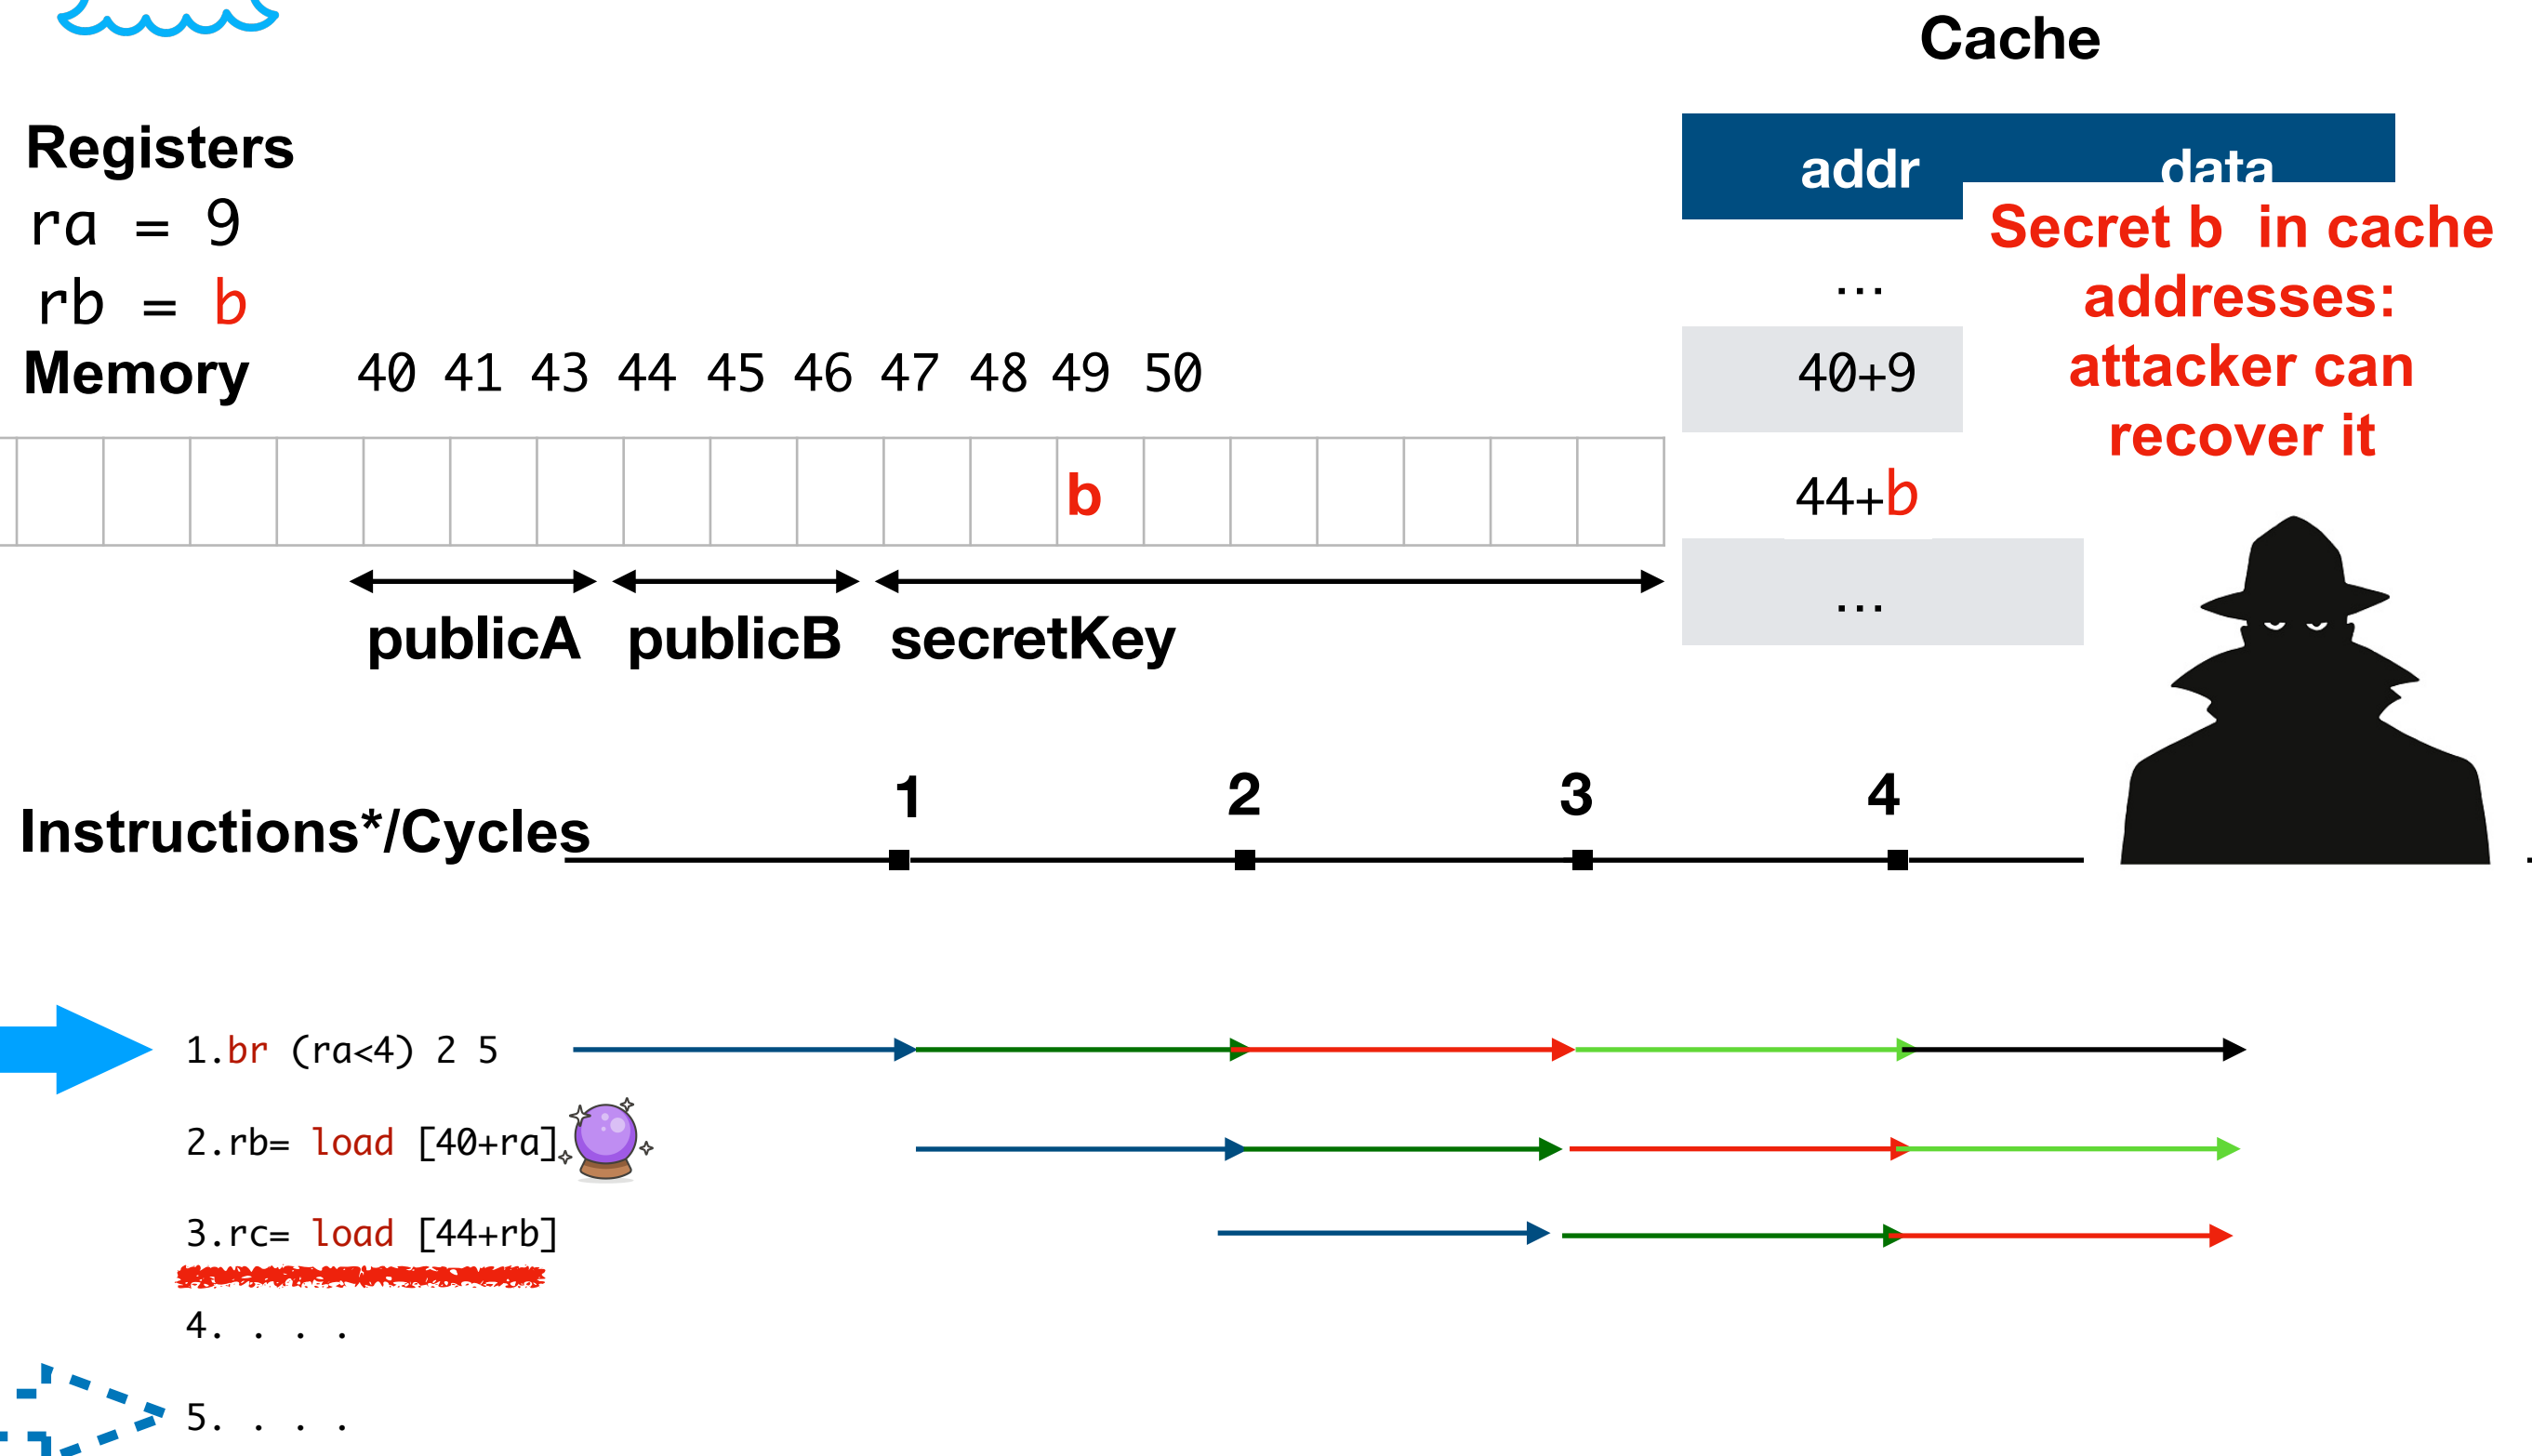 Cache
Registers
ra = 9
rb = b
Memory 40 41 43 44 45 46 47 48 49 50
b
publicA publicB secretKey
addr data
...
40+9
44+b
...
Secret b in cache
addresses:
attacker can
recover it
Instructions*/Cycles 1 2 3 4
1.br (ra<4) 2 5
2.rb= load [40+ra]
3.rc= load [44+rb]
4. . . .
5. . . .